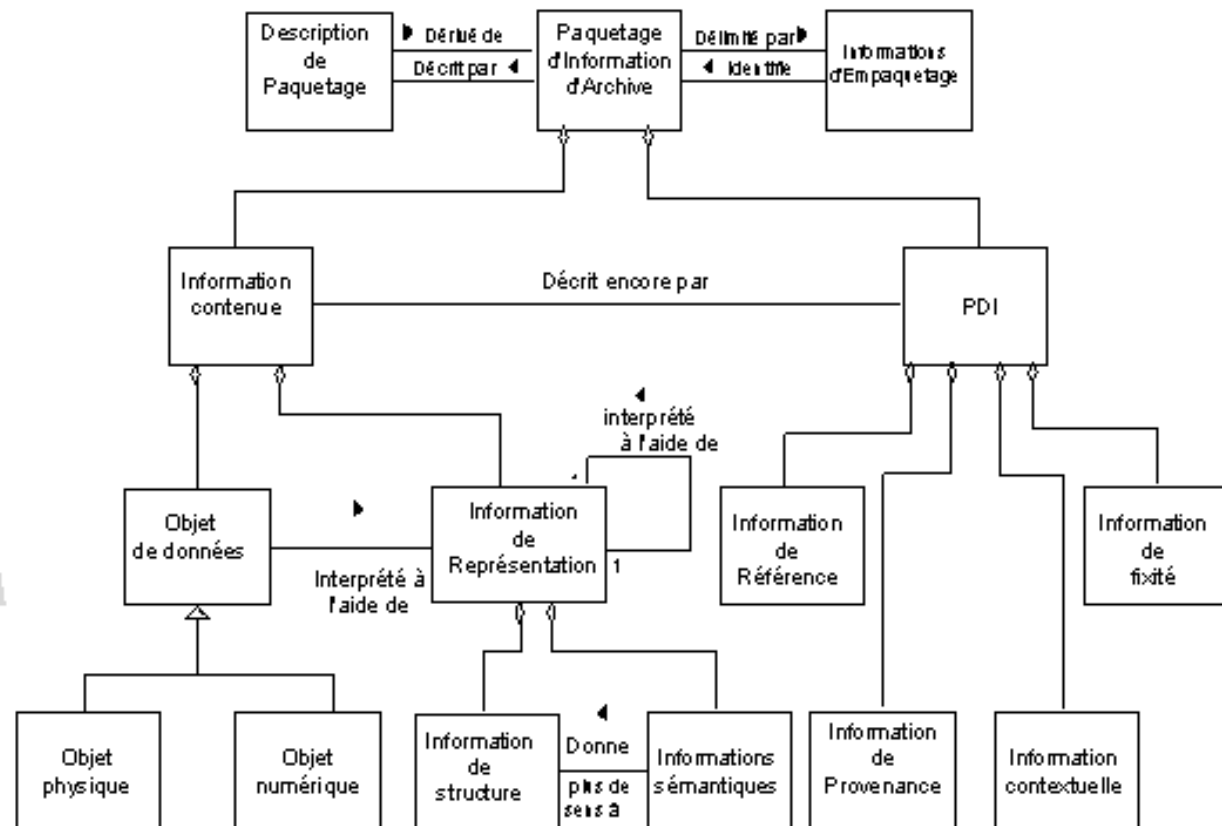 Description
de
Paquetage
Dérivé de
Décrit par
Paquetage
d'Information
d'Archive
Délimité par
Identifie
Informations
d'Empaquetage
Information
contenue
Décrit encore par
PDI
interprété
à l'aide de
*
1
Objet
de données
Interprété à
l'aide de
Information
de
Représentation
Information
de
Référence
Information
de
fixité
Objet
physique
Objet
numérique
Information
de
structure
Donne
plus de
sens à
Informations
sémantiques
Information
de
Provenance
Information
contextuelle